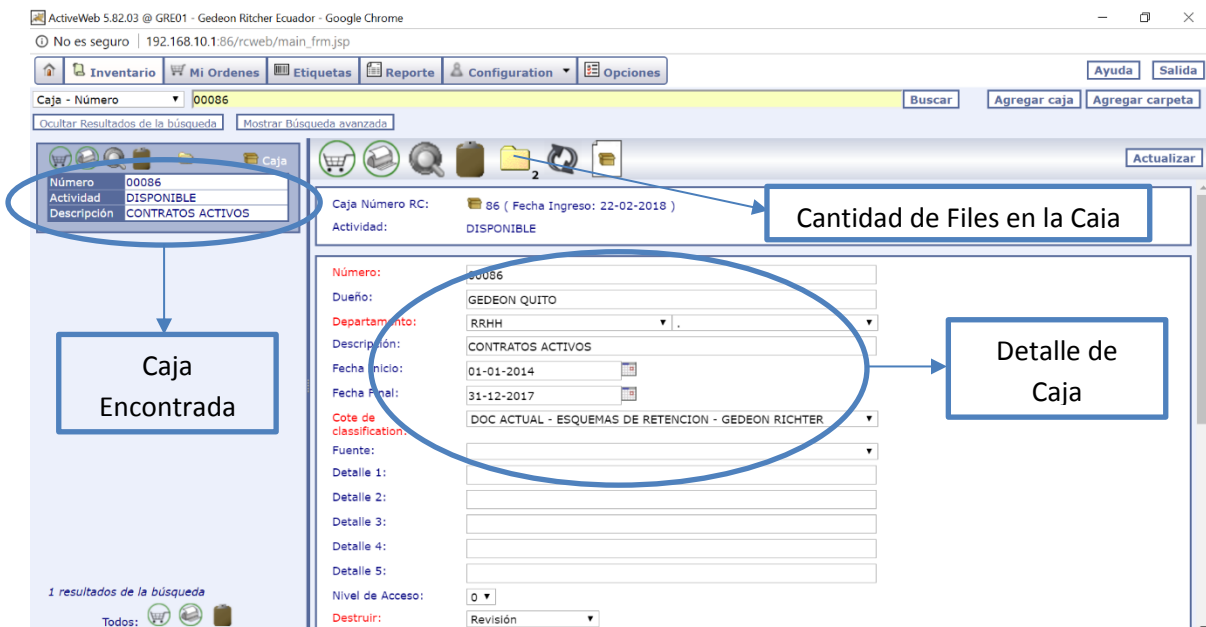 ActiveWeb 5.82.03 @ GRE01 - Gedeon Ritcher Ecuador - Google Chrome
No es seguro | 192.168.10.1:86/rcweb/main_frm.jsp
Inventario Mi Ordenes Etiquetas Reporte Configuration Opciones Ayuda Salida
Caja - Número 00086 Buscar Agregar caja Agregar carpeta
Ocultar Resultados de la búsqueda Mostrar Búsqueda avanzada
Caja
Número 00086
Actividad DISPONIBLE
Descripción CONTRATOS ACTIVOS
Caja
Encontrada
1 resultados de la búsqueda
Todos:
2
Actualizar
Caja Número RC: 86 ( Fecha Ingreso: 22-02-2018 )
Actividad: DISPONIBLE
Cantidad de Files en la Caja
Número: 00086
Dueño: GEDEON QUITO
Departamento: RRHH .
Descripción: CONTRATOS ACTIVOS
Fecha Inicio: 01-01-2014
Fecha Final: 31-12-2017
Cote de
classification: DOC ACTUAL - ESQUEMAS DE RETENCION - GEDEON RICHTER
Fuente:
Detalle 1:
Detalle 2:
Detalle 3:
Detalle 4:
Detalle 5:
Nivel de Acceso: 0
Destruir: Revisión
Detalle de
Caja